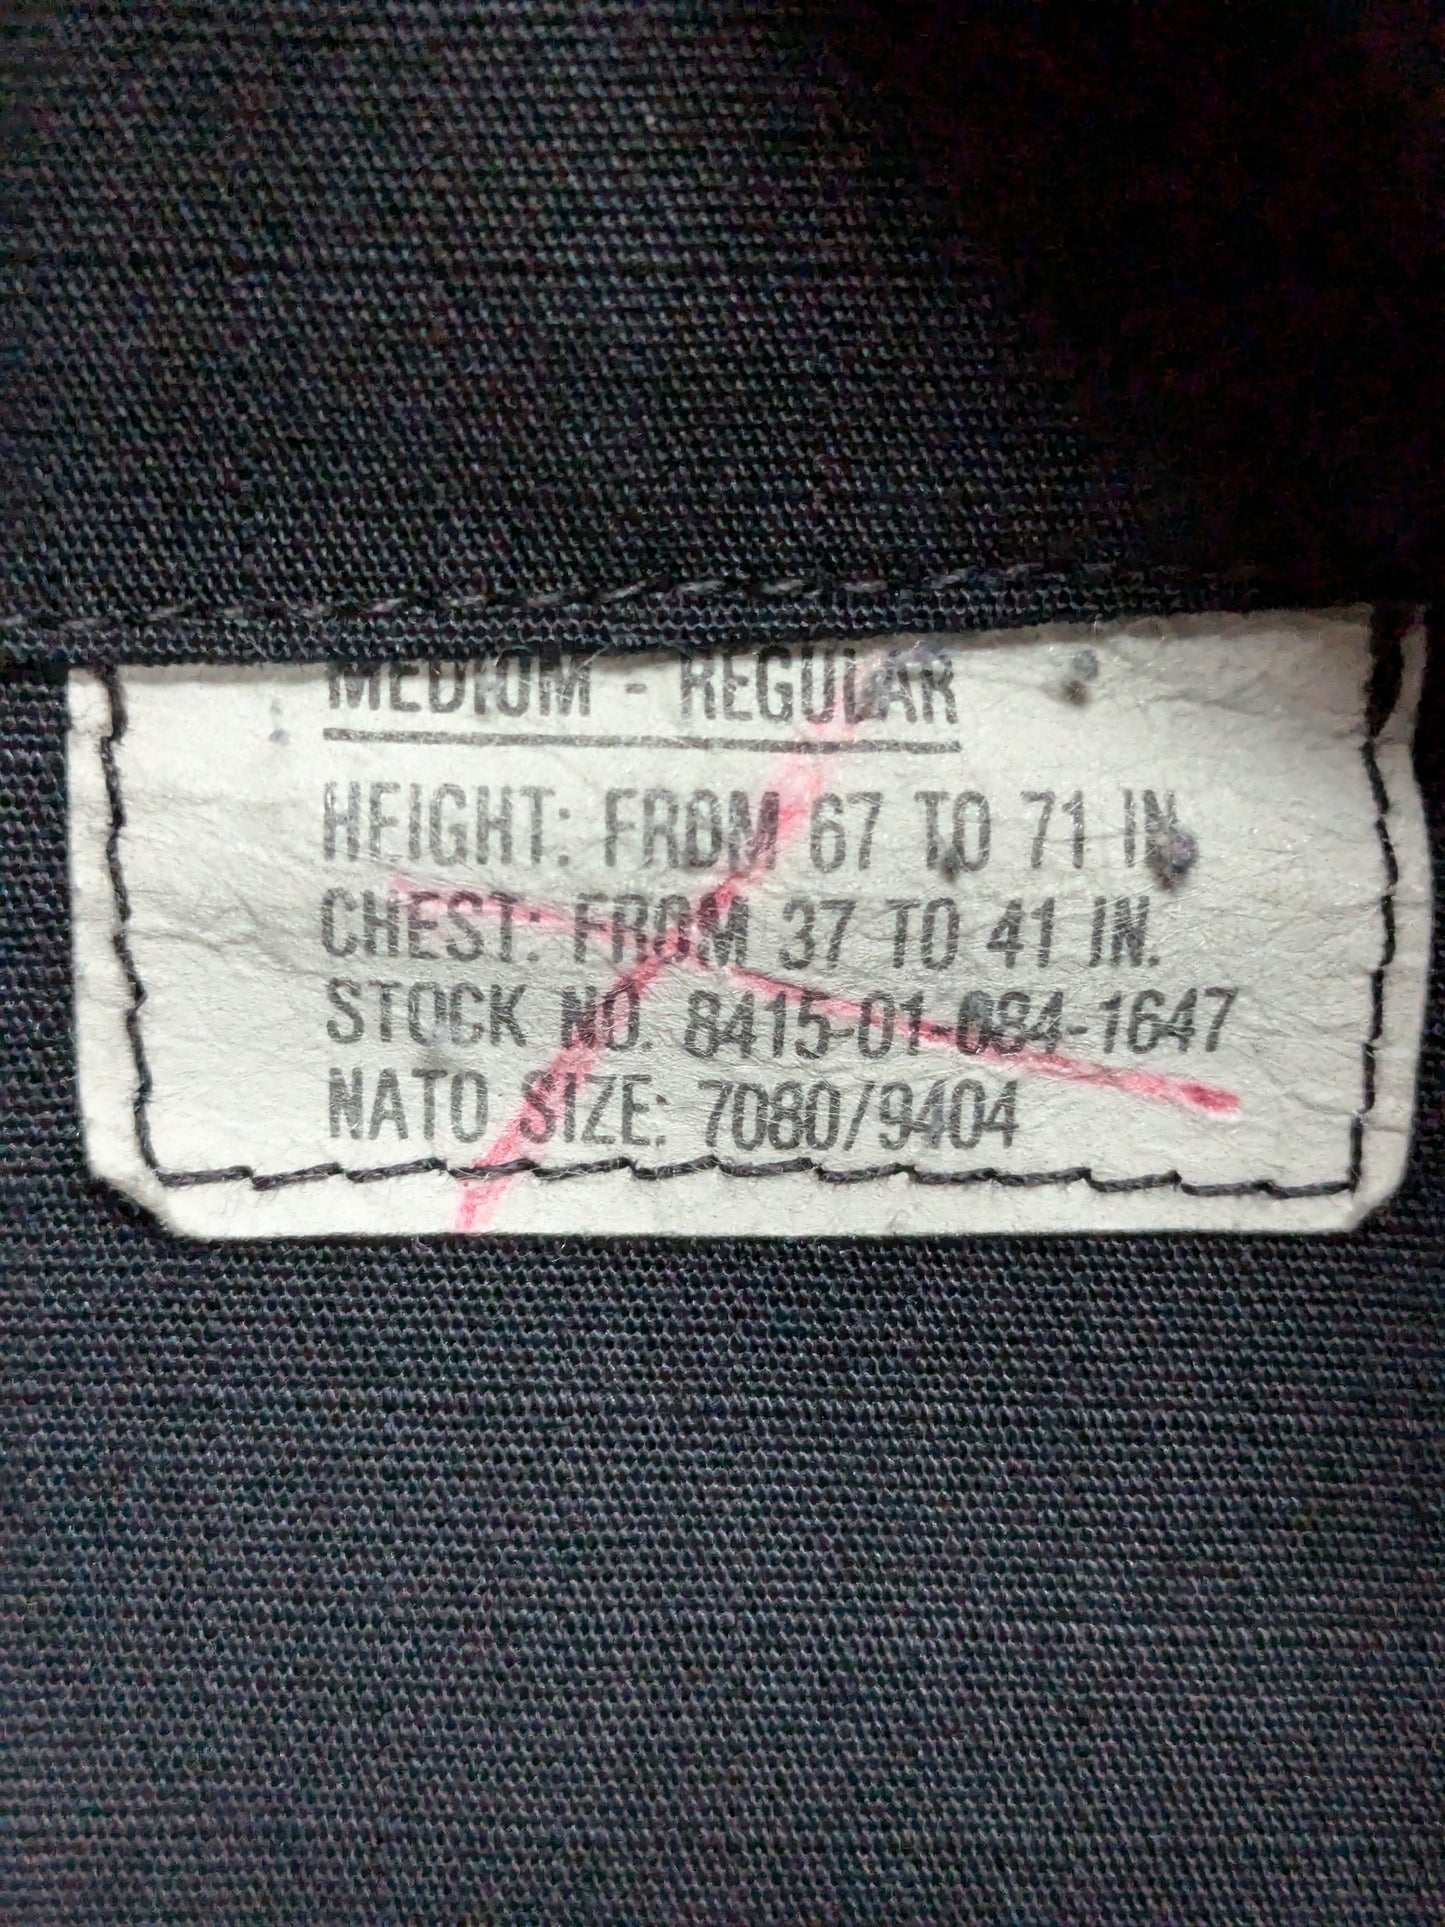 MEDIUM - REGULAR
HEIGHT: FROM 67 TO 71 IN.
CHEST: FROM 37 TO 41 IN.
STOCK NO. 8415-01-084-1647
NATO SIZE: 7080/9404